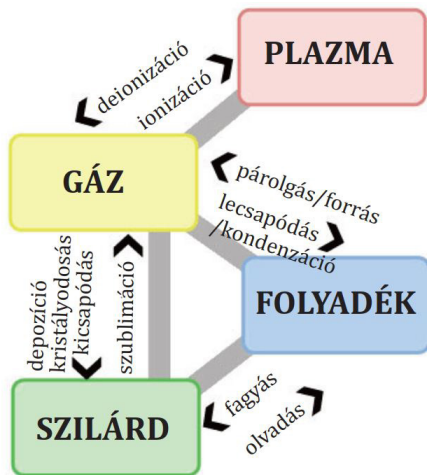 PLAZMA
deionizáció
ionizáció
GÁZ
párolgás/forrás
lecsapódás
/kondenzáció
depozíció
kristályodosás
kicsapódás
szublimáció
FOLYADÉK
SZILÁRD
fagyás
olvadás